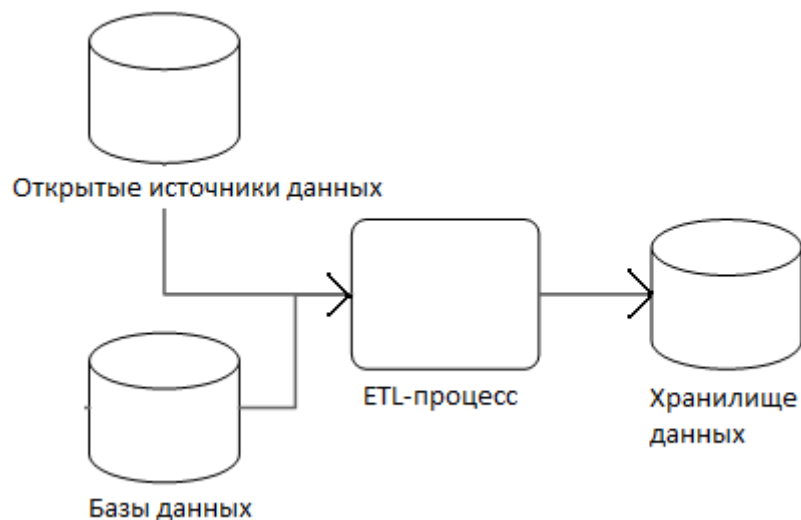 Открытые источники данных
ETL-процесс
Хранилище
данных
Базы данных